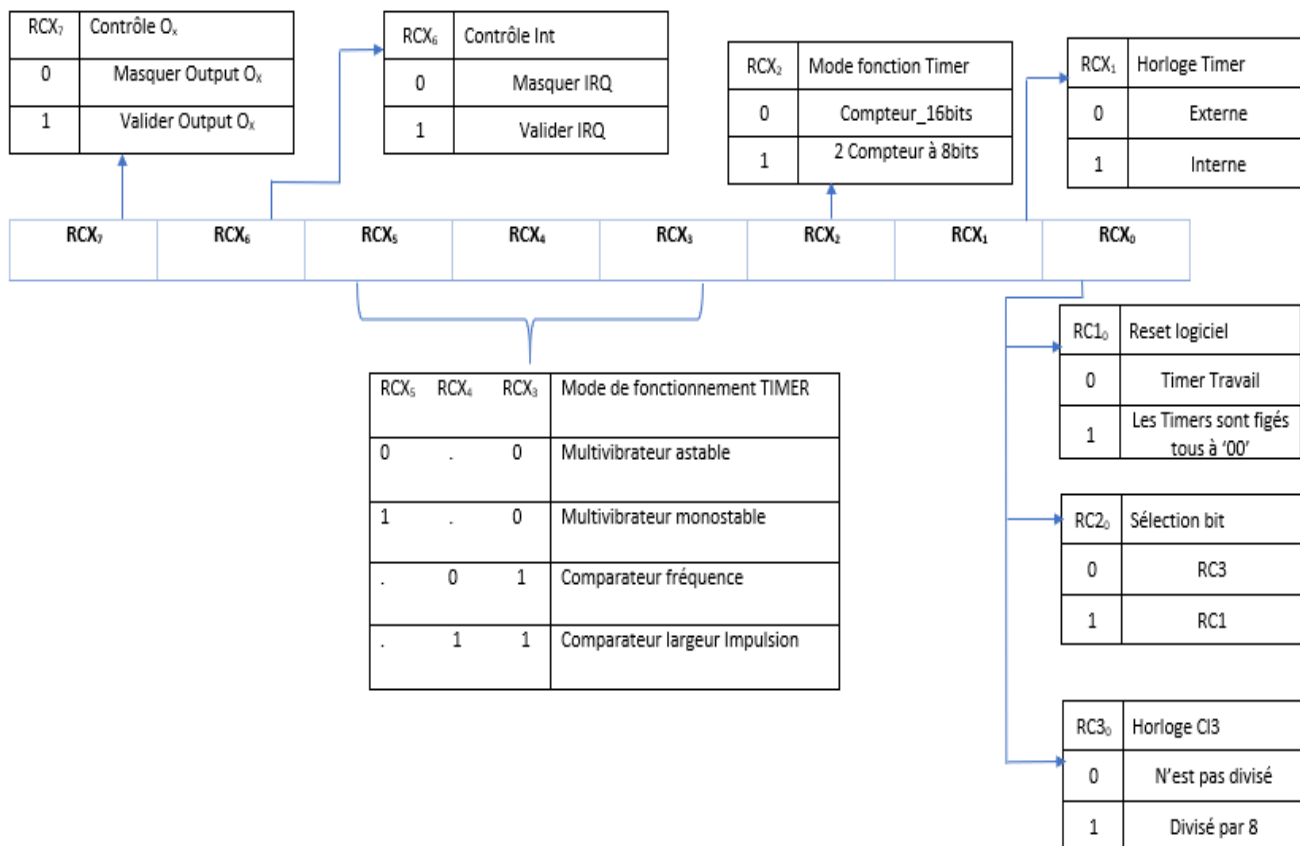 RCX₇ Contrôle Oₓ
0 Masquer Output Oₓ
1 Valider Output Oₓ
RCX₆ Contrôle Int
0 Masquer IRQ
1 Valider IRQ
RCX₂ Mode fonction Timer
0 Compteur_16bits
1 2 Compteur à 8bits
RCX₁ Horloge Timer
0 Externe
1 Interne
RCX₇ RCX₆ RCX₅ RCX₄ RCX₃ RCX₂ RCX₁ RCX₀
RCX₅ RCX₄ RCX₃ Mode de fonctionnement TIMER
0 . 0 Multivibrateur astable
1 . 0 Multivibrateur monostable
. 0 1 Comparateur fréquence
. 1 1 Comparateur largeur Impulsion
RC1₀ Reset logiciel
0 Timer Travail
1 Les Timers sont figés
tous à ‘00’
RC2₀ Sélection bit
0 RC3
1 RC1
RC3₀ Horloge CI3
0 N’est pas divisé
1 Divisé par 8